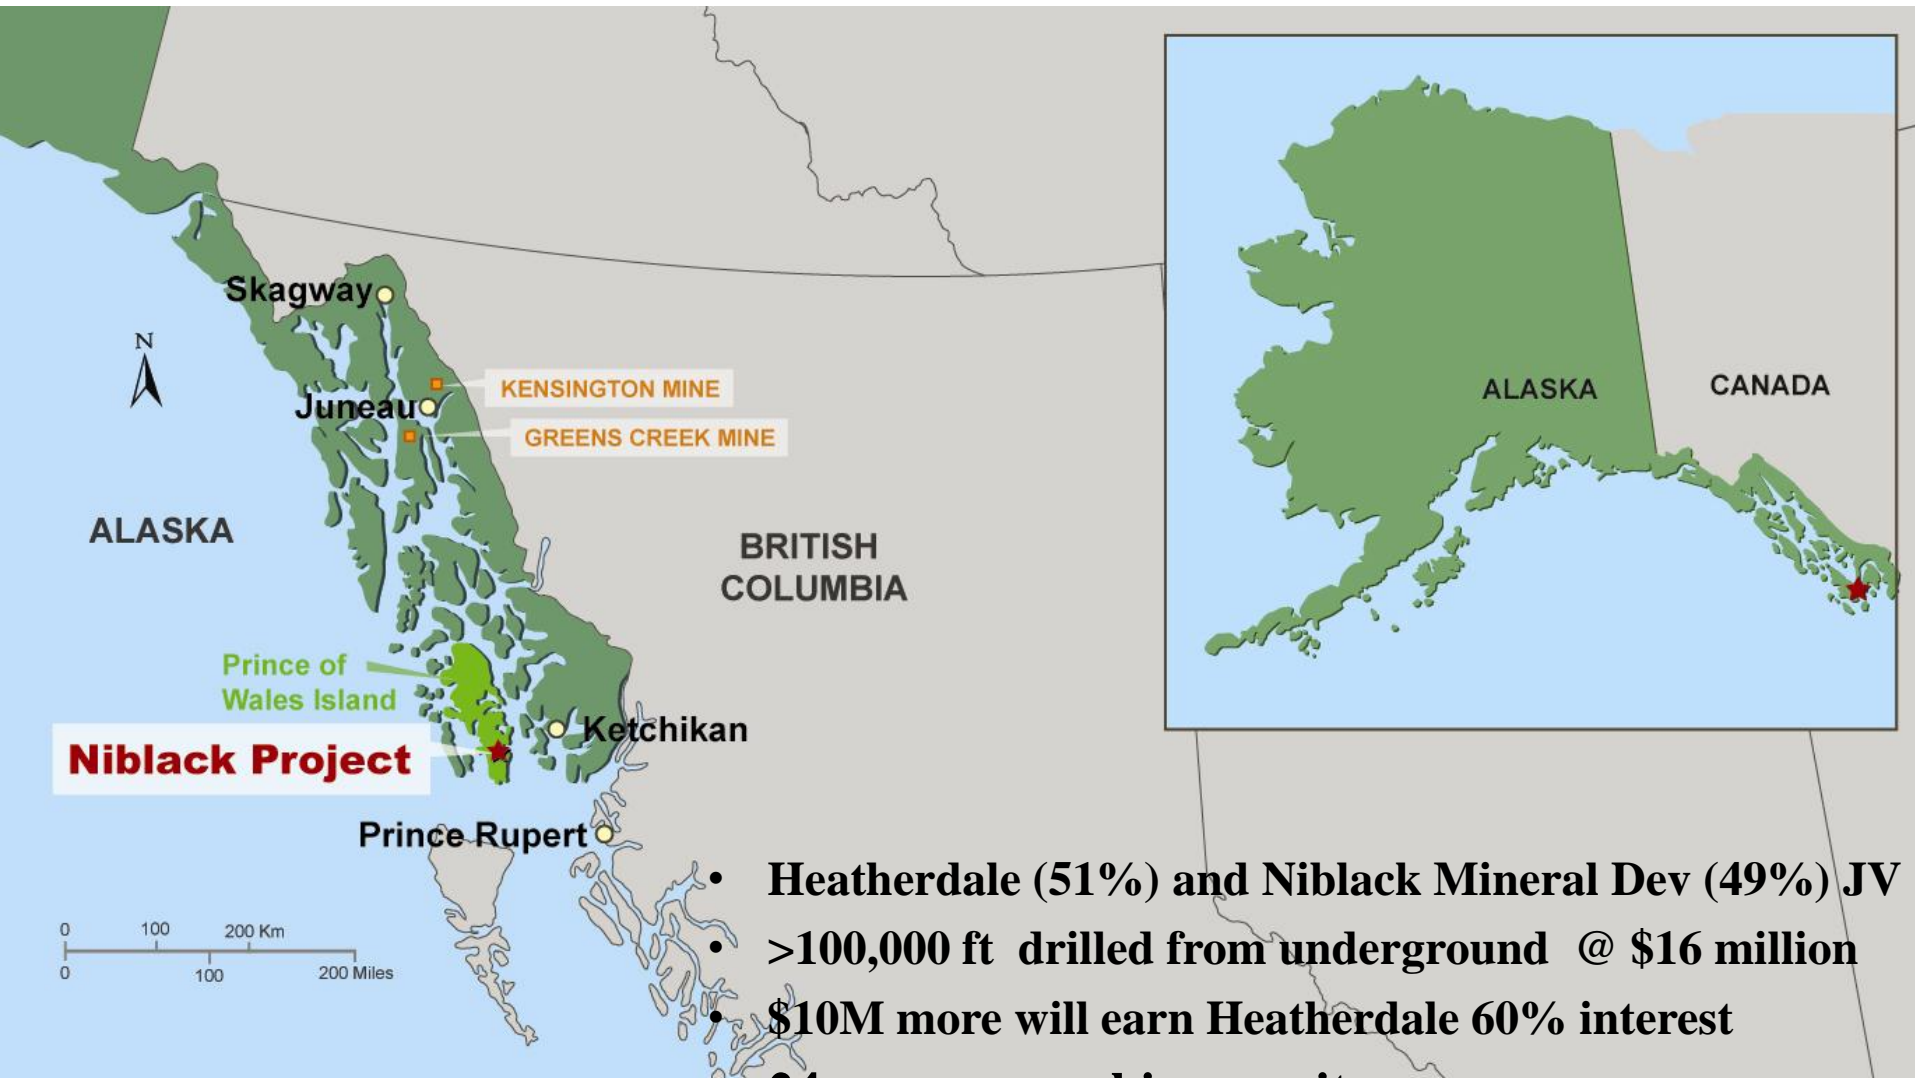 Skagway
N
KENSINGTON MINE
Juneau
GREENS CREEK MINE
ALASKA
BRITISH
COLUMBIA
Prince of
Wales Island
Niblack Project
Ketchikan
Prince Rupert
0 100 200 Km
0 100 200 Miles
ALASKA
CANADA
• Heatherdale (51%) and Niblack Mineral Dev (49%) JV
• >100,000 ft drilled from underground @ $16 million
• $10M more will earn Heatherdale 60% interest